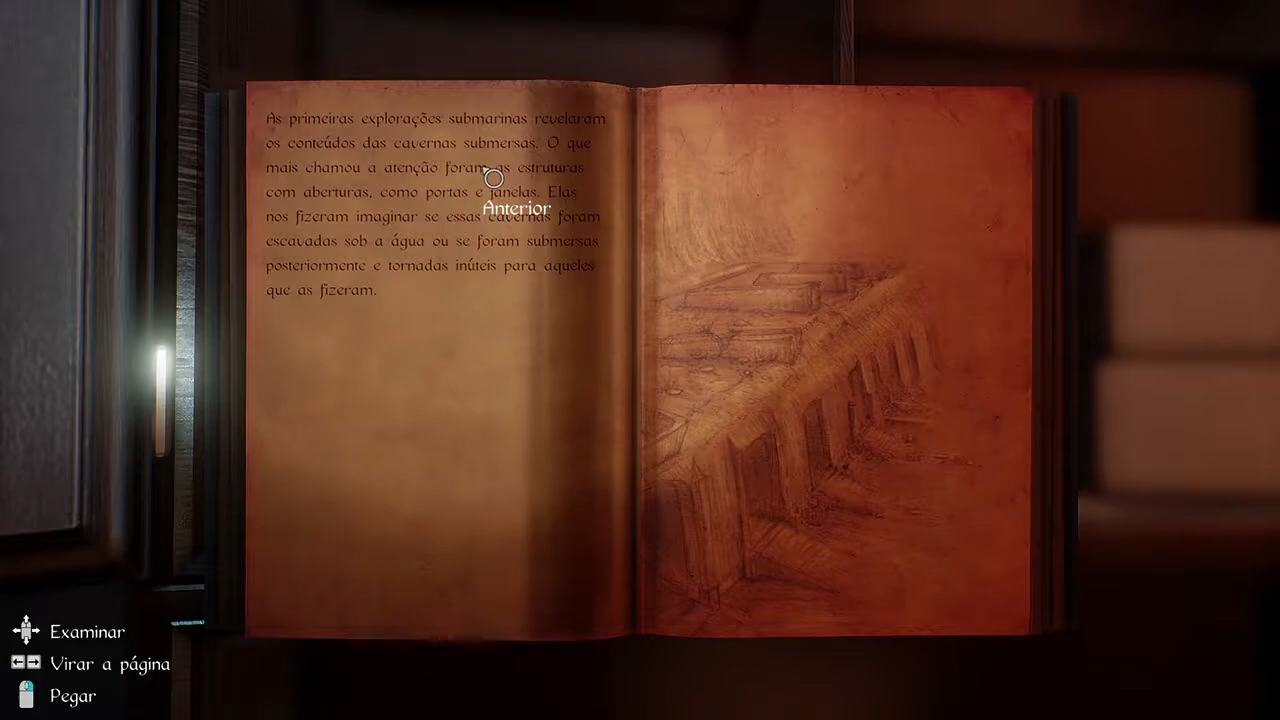 As primeiras explorações submarinas revelaram
os conteúdos das cavernas submersas. O que
mais chamou a atenção foram as estruturas
com aberturas, como portas e janelas. Elas
nos fizeram imaginar se essas cavernas foram
escavadas sob a água ou se foram submersas
posteriormente e tornadas inúteis para aqueles
que as fizeram.
Anterior
Examinar
Virar a página
Pegar